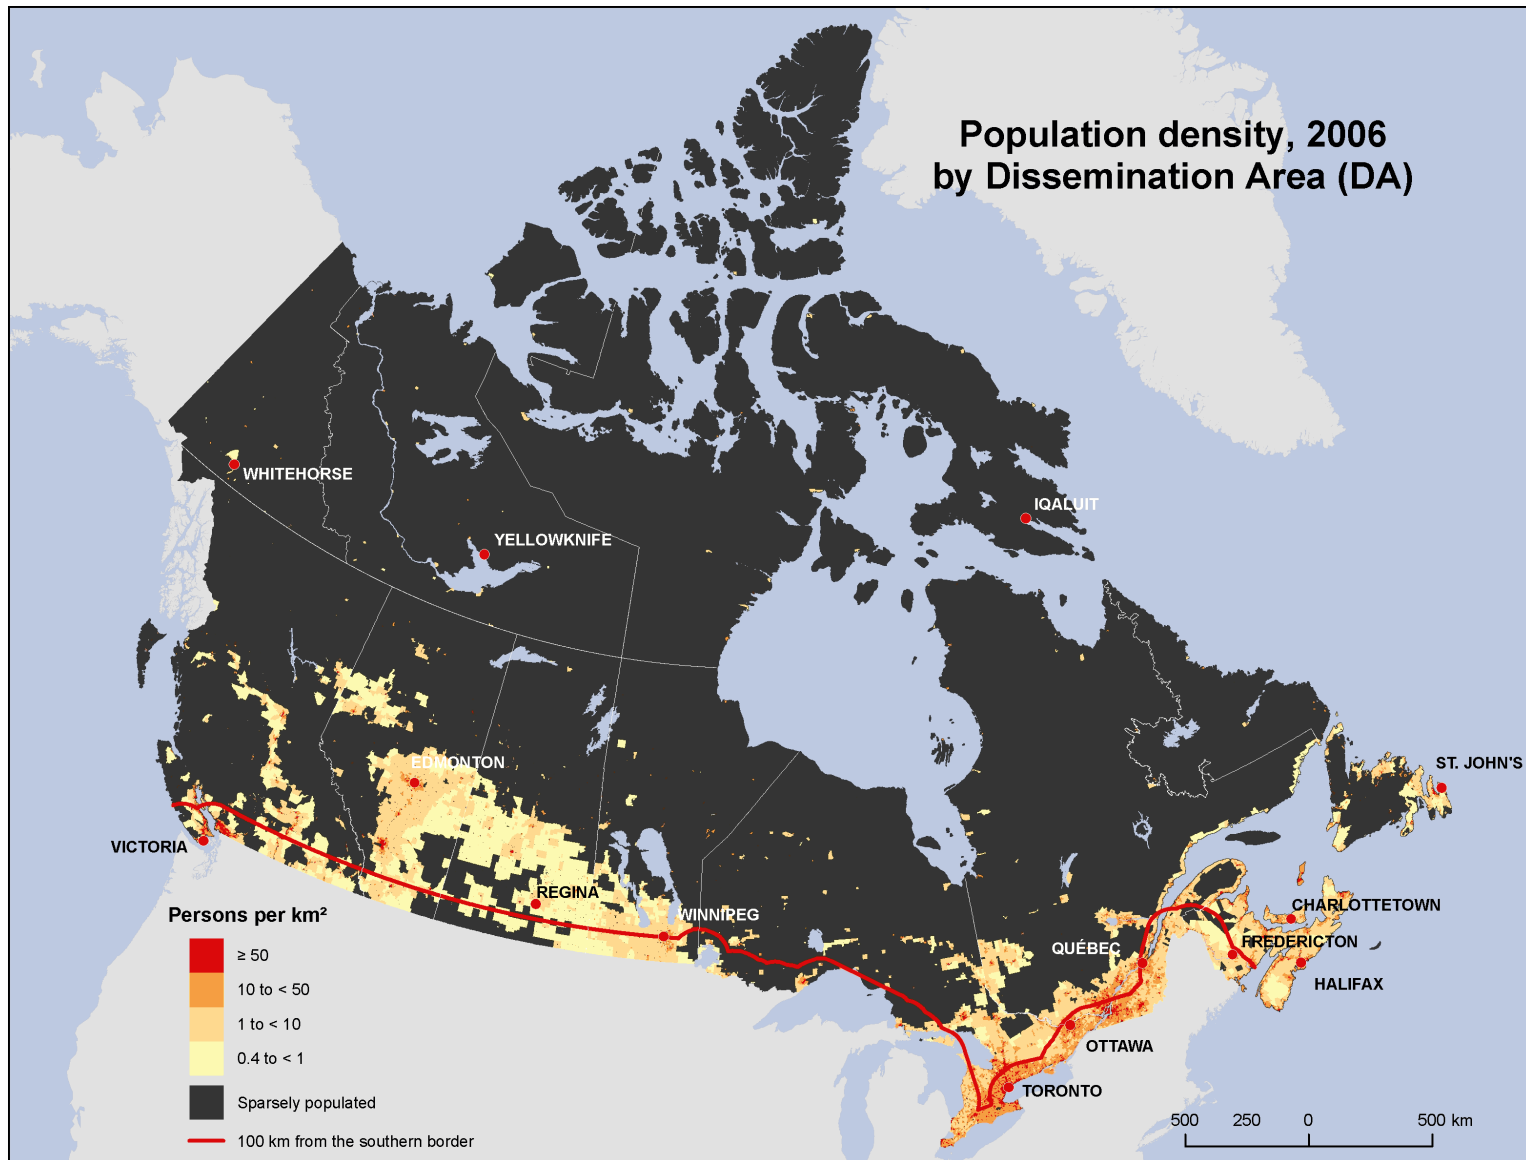 Population density, 2006
by Dissemination Area (DA)
WHITEHORSE
IQALUIT
YELLOWKNIFE
EDMONTON
ST. JOHN'S
VICTORIA
REGINA
WINNIPEG
CHARLOTTETOWN
QUÉBEC
FREDERICTON
HALIFAX
OTTAWA
TORONTO
Persons per km²
≥ 50
10 to < 50
1 to < 10
0.4 to < 1
Sparsely populated
100 km from the southern border
500 250 0 500 km